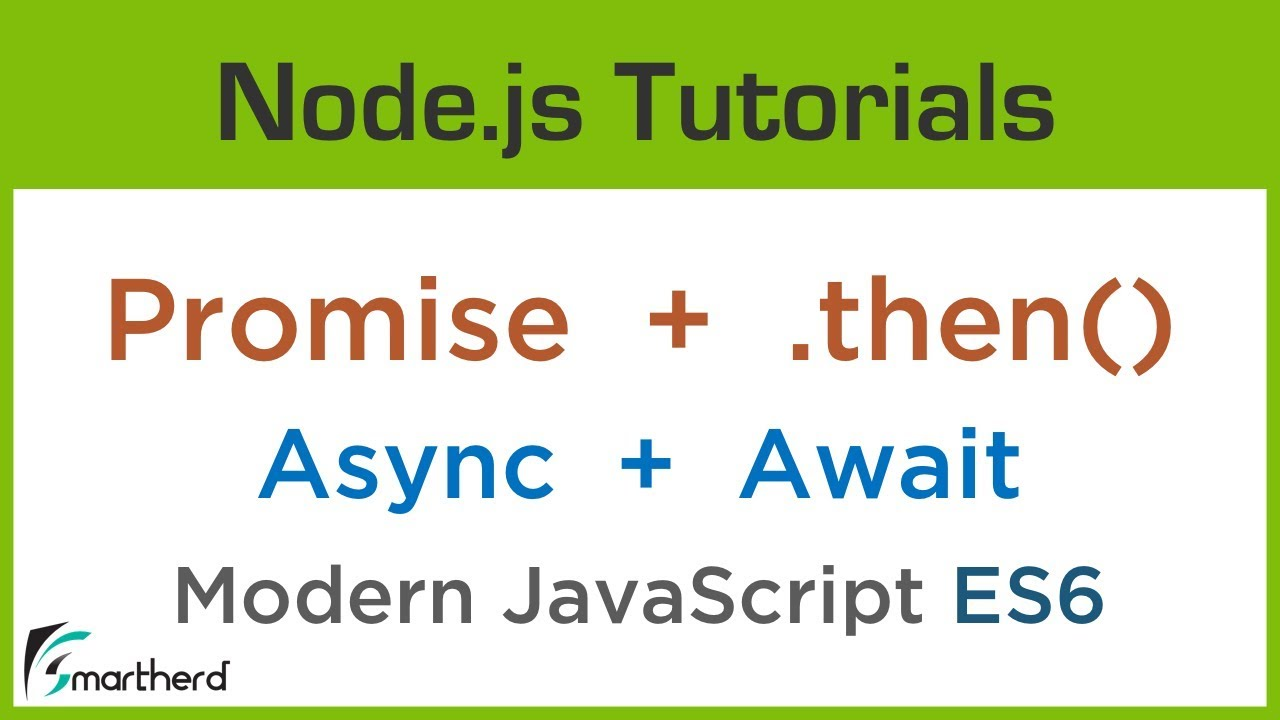 Node.js Tutorials
Promise + .then()
Async + Await
Modern JavaScript ES6
Smartherd